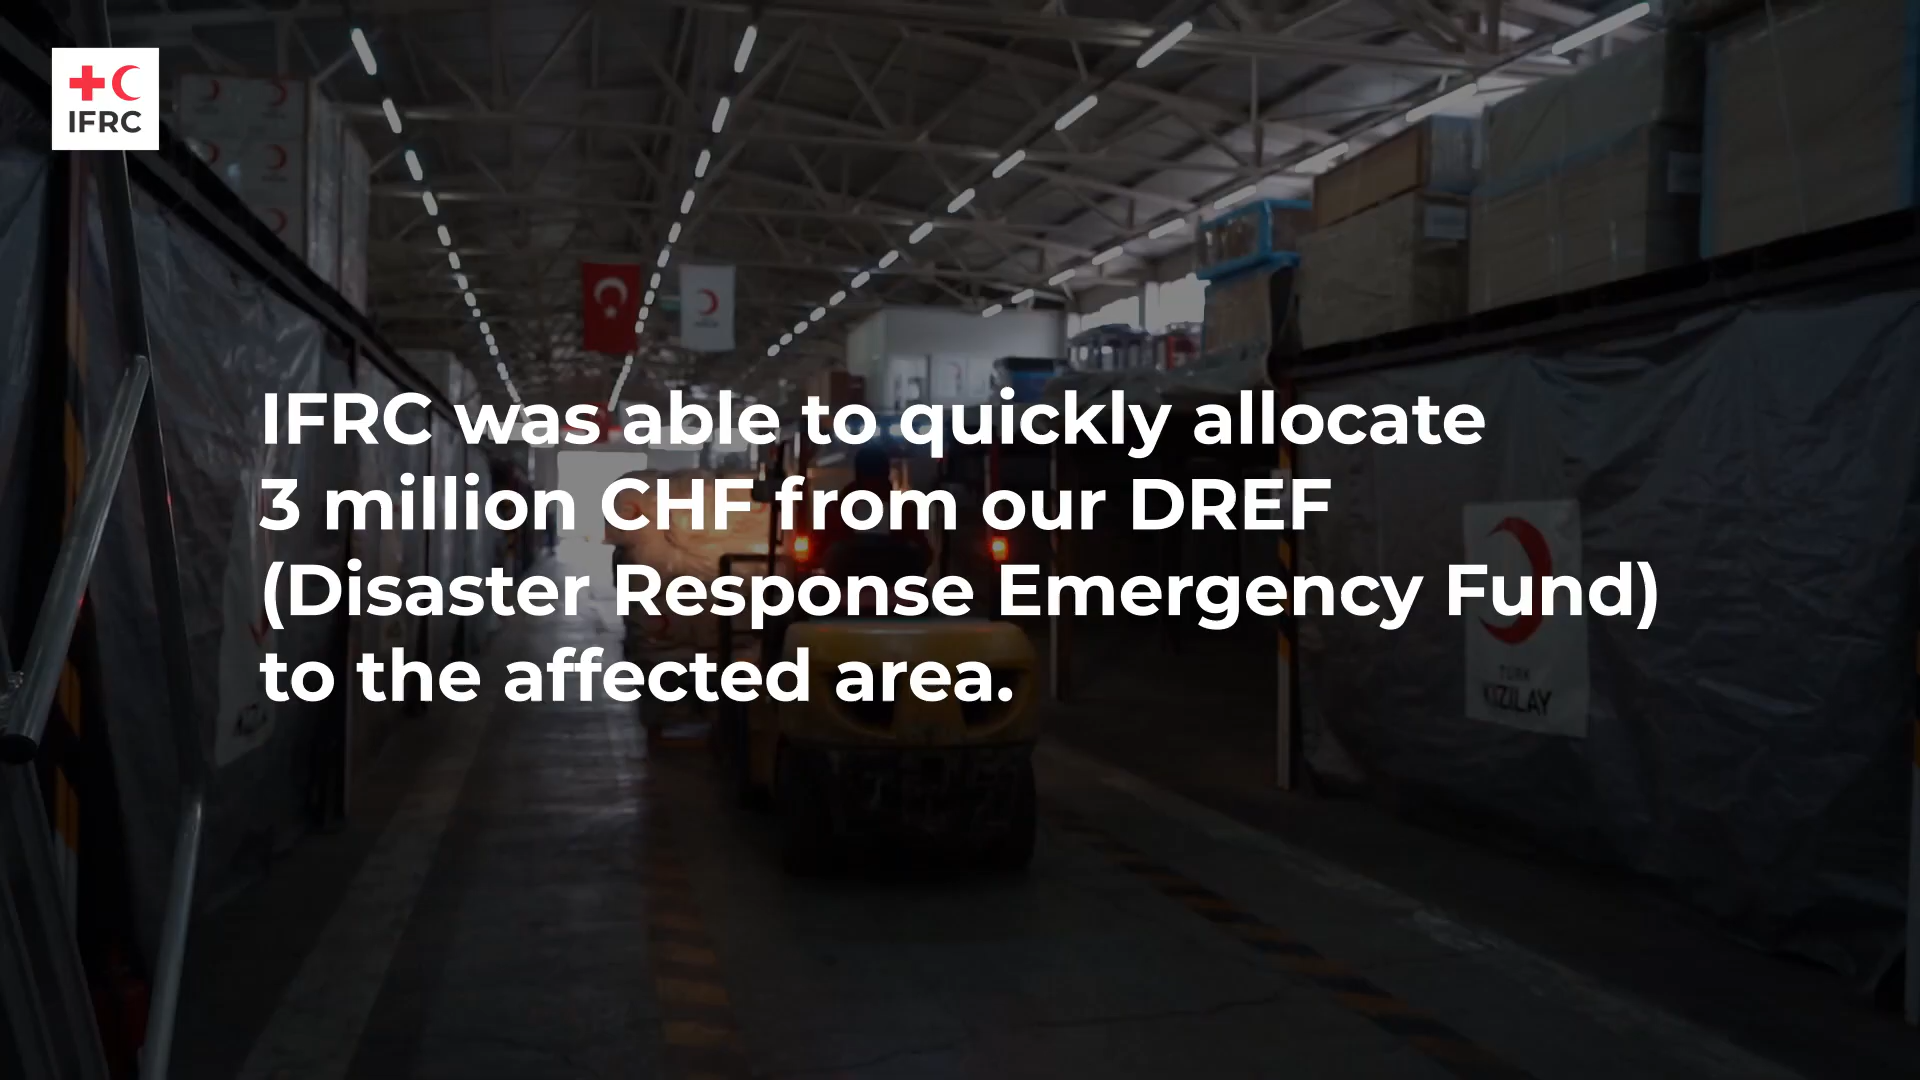 IFRC
IFRC was able to quickly allocate
3 million CHF from our DREF
(Disaster Response Emergency Fund)
to the affected area.
TÜRK
KIZILAY